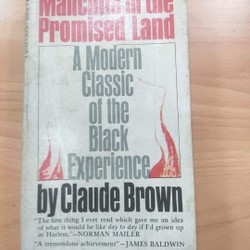 Manchild in the
Promised Land
A Modern
Classic
of the
Black
Experience
by Claude Brown
"The first thing I ever read which gave me an idea
of what it would be like day to day if I'd grown up
in Harlem."—NORMAN MAILER
"A tremendous achievement"—JAMES BALDWIN